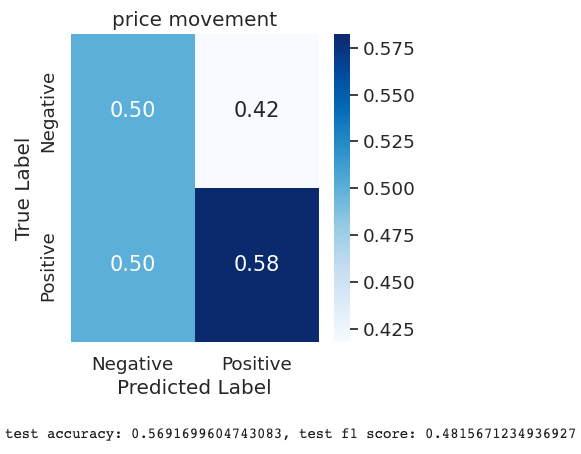 price movement
True Label
Negative
Positive
0.50
0.42
0.50
0.58
0.575
0.550
0.525
0.500
0.475
0.450
0.425
Negative
Positive
Predicted Label
test accuracy: 0.5691699604743083, test f1 score: 0.4815671234936927